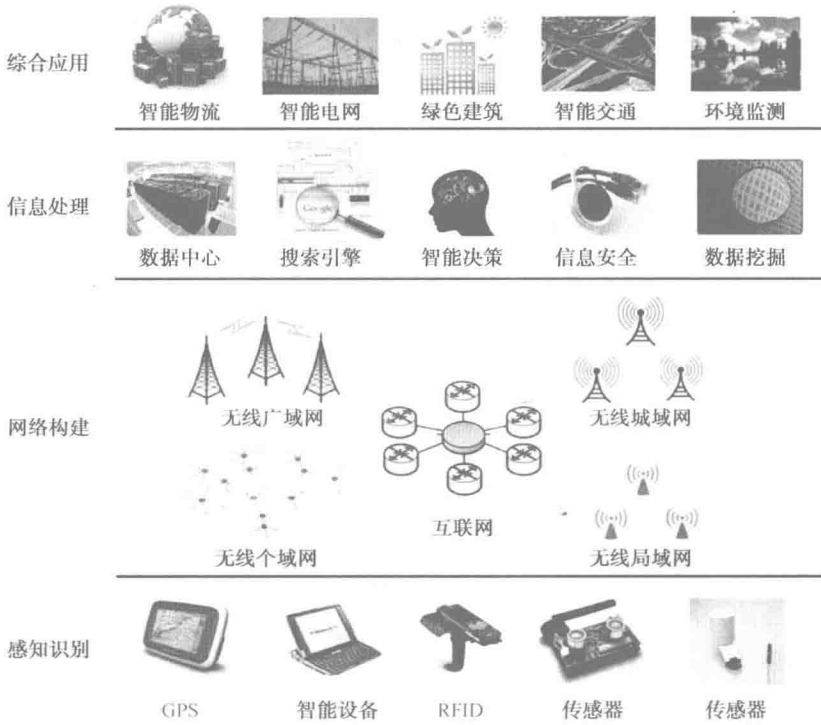 综合应用
智能物流 智能电网 绿色建筑 智能交通 环境监测
信息处理
Google
数据中心 搜索引擎 智能决策 信息安全 数据挖掘
网络构建
无线广域网 无线城域网
互联网
无线个域网 无线局域网
感知识别
GPS 智能设备 RFID 传感器 传感器